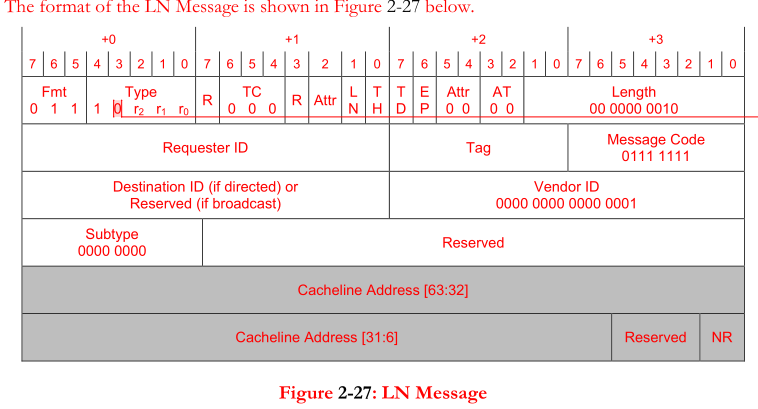 The format of the LN Message is shown in Figure 2-27 below.
+0 +1 +2 +3
7 6 5 4 3 2 1 0 7 6 5 4 3 2 1 0 7 6 5 4 3 2 1 0 7 6 5 4 3 2 1 0
Fmt Type R TC R Attr LN TH TD EP Attr AT Length
0 1 1 1 0 r2 r1 r0 0 0 0 0 0 0 0 00 0000 0010
Requester ID Tag Message Code
0111 1111
Destination ID (if directed) or Vendor ID
Reserved (if broadcast) 0000 0000 0000 0001
Subtype Reserved
0000 0000
Cacheline Address [63:32]
Cacheline Address [31:6] Reserved NR
Figure 2-27: LN Message